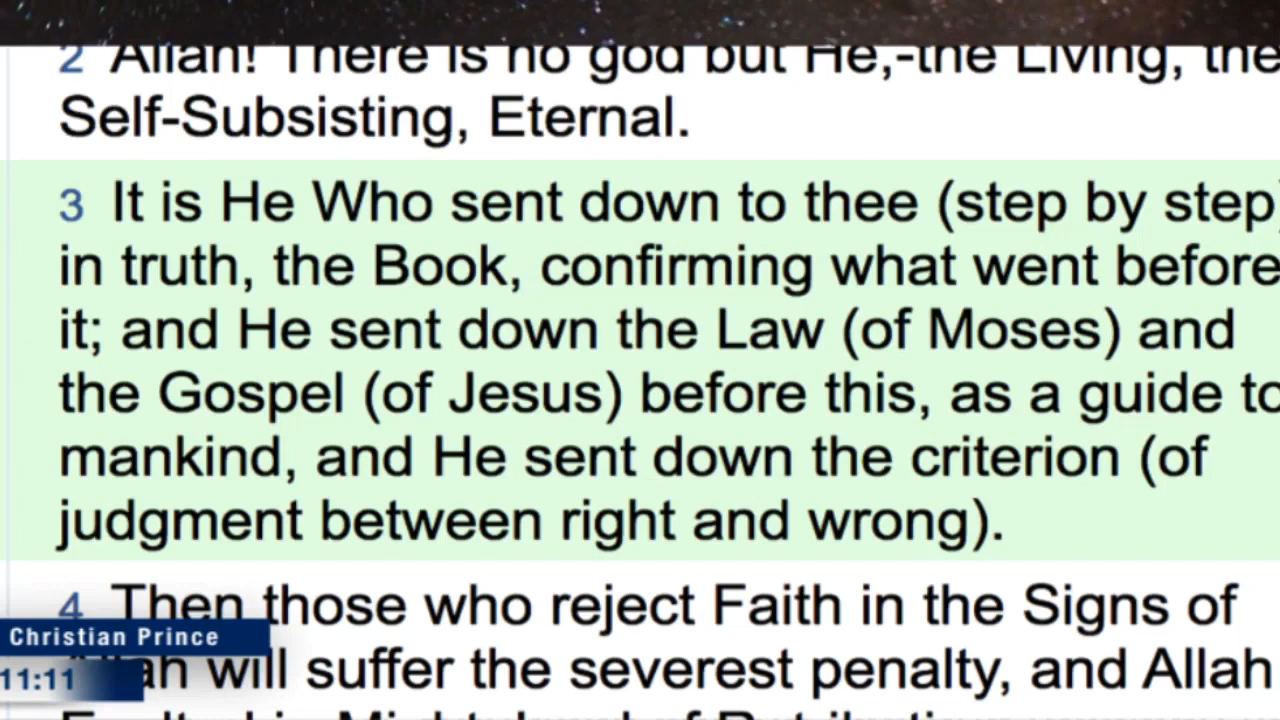 2 Allah! There is no god but He,-the Living, the
Self-Subsisting, Eternal.
3 It is He Who sent down to thee (step by step)
in truth, the Book, confirming what went before
it; and He sent down the Law (of Moses) and
the Gospel (of Jesus) before this, as a guide to
mankind, and He sent down the criterion (of
judgment between right and wrong).
4 Then those who reject Faith in the Signs of
Allah will suffer the severest penalty, and Allah
Christian Prince
11:11